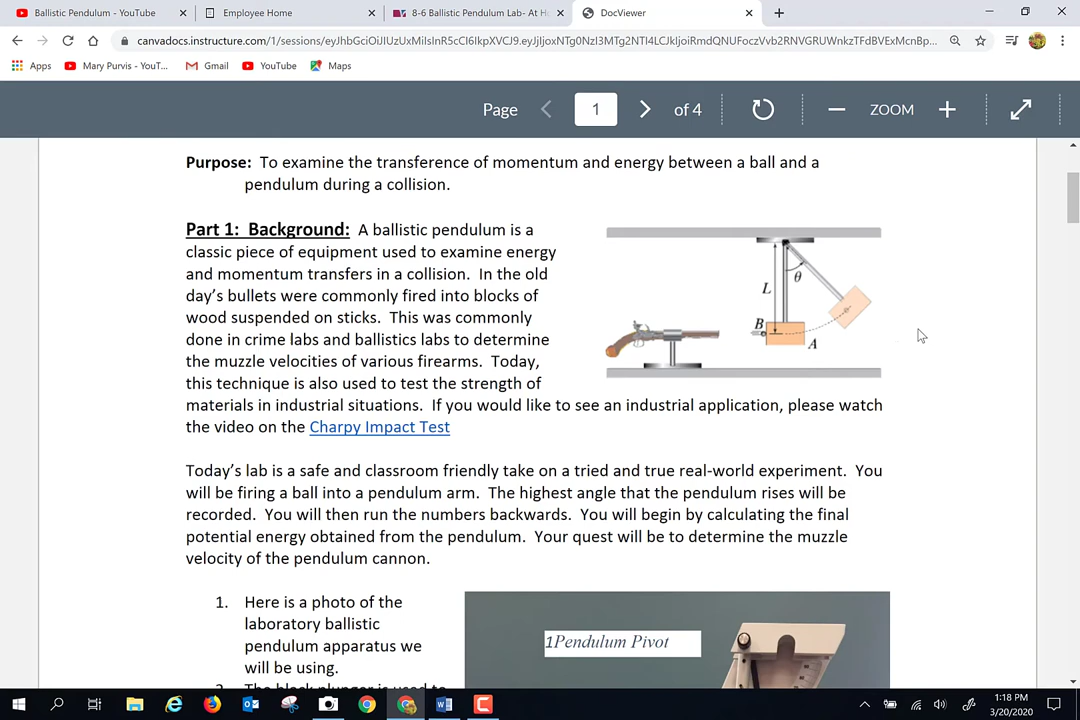 Ballistic Pendulum - YouTube
Employee Home
8-6 Ballistic Pendulum Lab- At H
DocViewer
Apps
Mary Purvis - YouT...
Gmail
YouTube
Maps
Page
1
of 4
ZOOM
Purpose: To examine the transference of momentum and energy between a ball and a
pendulum during a collision.
Part 1: Background: A ballistic pendulum is a
classic piece of equipment used to examine energy
and momentum transfers in a collision. In the old
day's bullets were commonly fired into blocks of
wood suspended on sticks. This was commonly
done in crime labs and ballistics labs to determine
the muzzle velocities of various firearms. Today,
this technique is also used to test the strength of
materials in industrial situations. If you would like to see an industrial application, please watch
the video on the Charpy Impact Test
θ
L
B
A
Today's lab is a safe and classroom friendly take on a tried and true real-world experiment. You
will be firing a ball into a pendulum arm. The highest angle that the pendulum rises will be
recorded. You will then run the numbers backwards. You will begin by calculating the final
potential energy obtained from the pendulum. Your quest will be to determine the muzzle
velocity of the pendulum cannon.
1. Here is a photo of the
laboratory ballistic
pendulum apparatus we
will be using.
1Pendulum Pivot
1:18 PM
3/20/2020